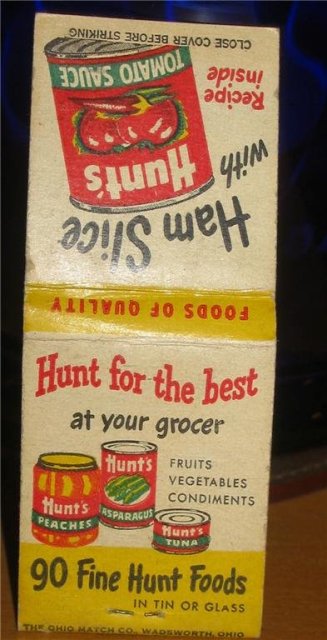 CLOSE COVER BEFORE STRIKING
Ham Slice
with
Recipe
inside
Hunt's
TOMATO SAUCE
FOODS OF QUALITY
Hunt for the best
at your grocer
FRUITS
VEGETABLES
CONDIMENTS
Hunt's
PEACHES
Hunt's
ASPARAGUS
Hunt's
TUNA
90 Fine Hunt Foods
IN TIN OR GLASS
THE OHIO MATCH CO., WADSWORTH, OHIO